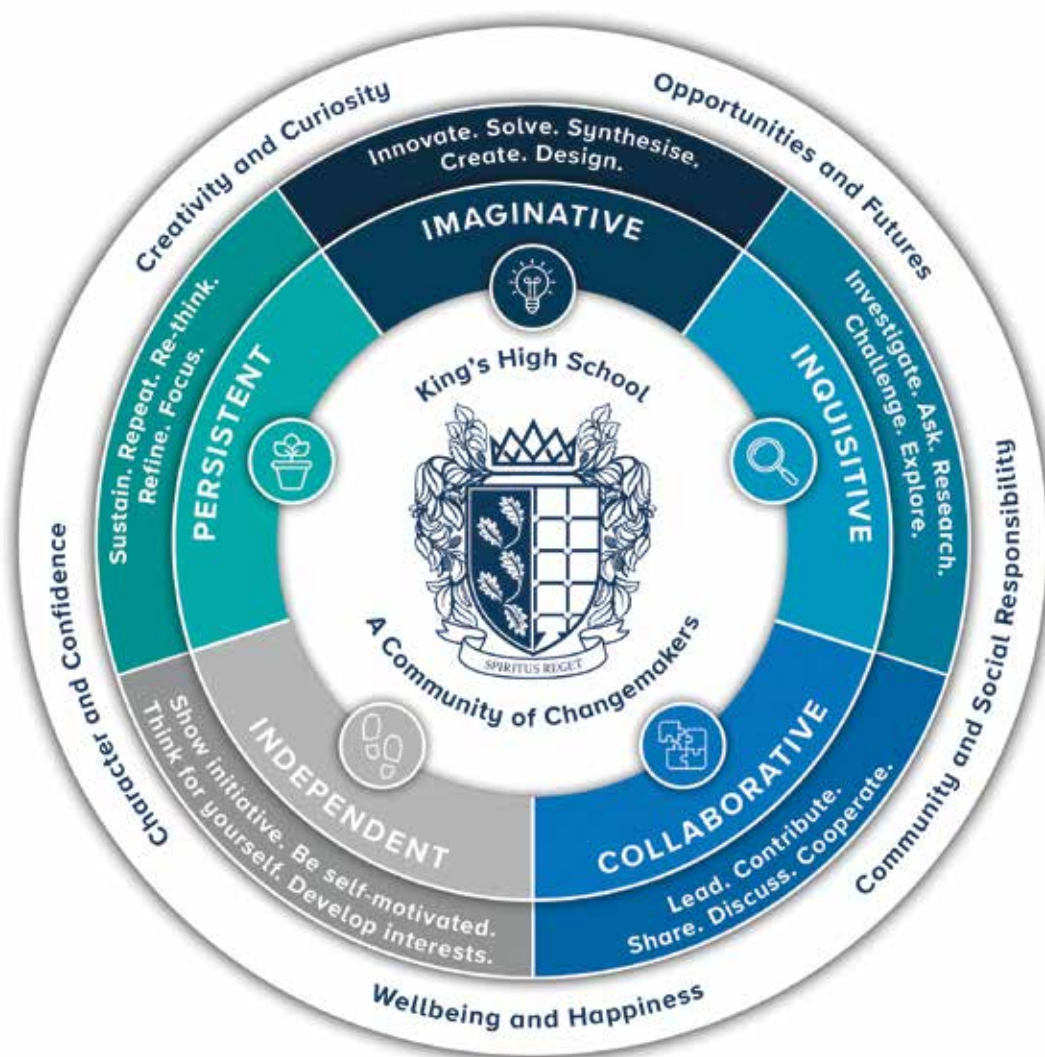 Creativity and Curiosity
Opportunities and Futures
Community and Social Responsibility
Wellbeing and Happiness
Character and Confidence
Innovate. Solve. Synthesise.
Create. Design.
IMAGINATIVE
Investigate. Ask. Research.
Challenge. Explore.
INQUISITIVE
Lead. Contribute.
Share. Discuss. Cooperate.
COLLABORATIVE
Show initiative. Be self-motivated.
Think for yourself. Develop interests.
INDEPENDENT
Sustain. Repeat. Re-think.
Refine. Focus.
PERSISTENT
King's High School
SPIRITUS REGET
A Community of Changemakers